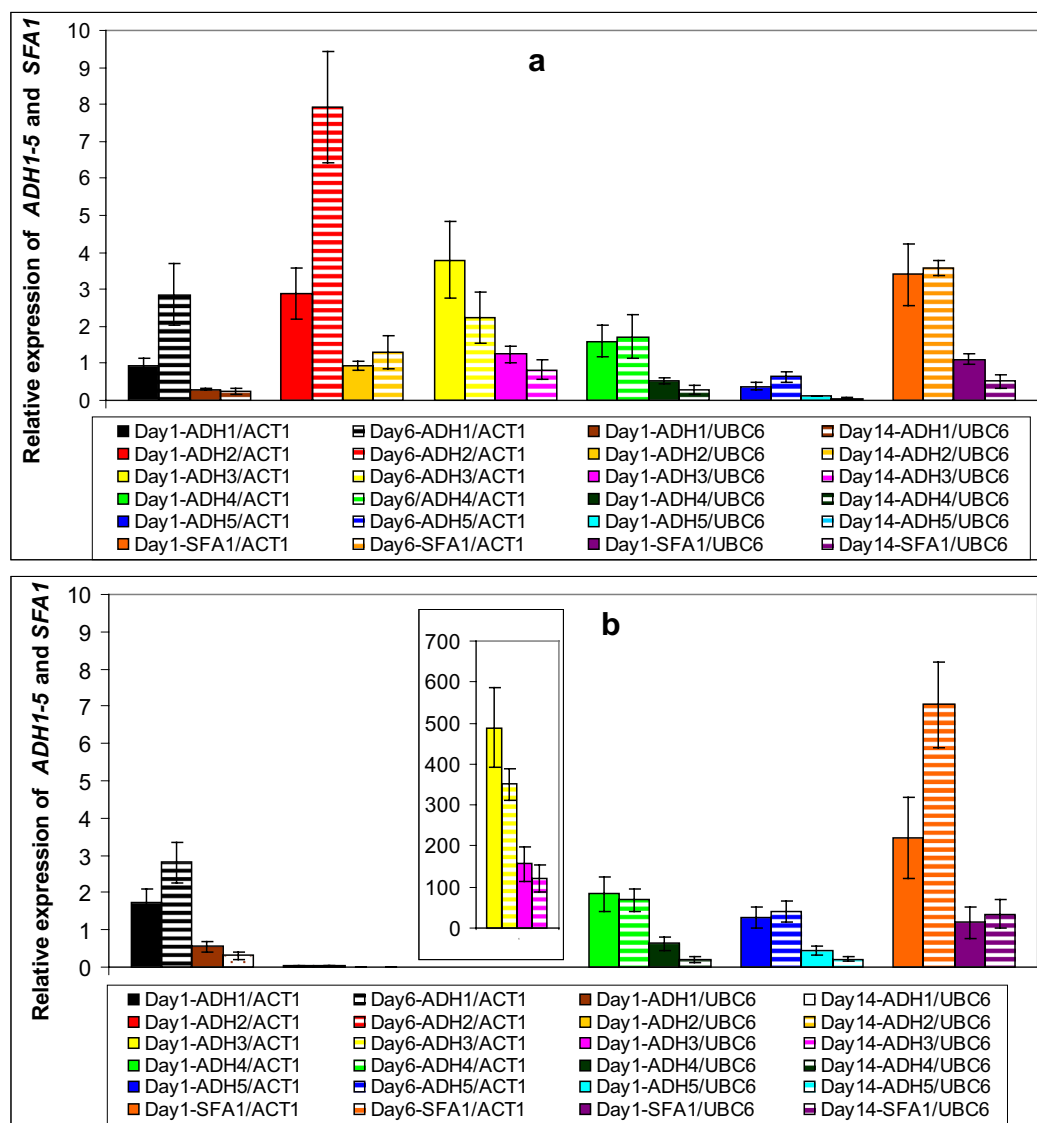 a
Relative expression of ADH1-5 and SFA1
10
9
8
7
6
5
4
3
2
1
0
Day1-ADH1/ACT1 Day6-ADH1/ACT1 Day1-ADH1/UBC6 Day14-ADH1/UBC6
Day1-ADH2/ACT1 Day6-ADH2/ACT1 Day1-ADH2/UBC6 Day14-ADH2/UBC6
Day1-ADH3/ACT1 Day6-ADH3/ACT1 Day1-ADH3/UBC6 Day14-ADH3/UBC6
Day1-ADH4/ACT1 Day6/ADH4/ACT1 Day1-ADH4/UBC6 Day14-ADH4/UBC6
Day1-ADH5/ACT1 Day6-ADH5/ACT1 Day1-ADH5/UBC6 Day14-ADH5/UBC6
Day1-SFA1/ACT1 Day6-SFA1/ACT1 Day1-SFA1/UBC6 Day14-SFA1/UBC6
b
Relative expression of ADH1-5 and SFA1
10
9
8
7
6
5
4
3
2
1
0
700
600
500
400
300
200
100
0
Day1-ADH1/ACT1 Day6-ADH1/ACT1 Day1-ADH1/UBC6 Day14-ADH1/UBC6
Day1-ADH2/ACT1 Day6-ADH2/ACT1 Day1-ADH2/UBC6 Day14-ADH2/UBC6
Day1-ADH3/ACT1 Day6-ADH3/ACT1 Day1-ADH3/UBC6 Day14-ADH3/UBC6
Day1-ADH4/ACT1 Day6-ADH4/ACT1 Day1-ADH4/UBC6 Day14-ADH4/UBC6
Day1-ADH5/ACT1 Day6-ADH5/ACT1 Day1-ADH5/UBC6 Day14-ADH5/UBC6
Day1-SFA1/ACT1 Day6-SFA1/ACT1 Day1-SFA1/UBC6 Day14-SFA1/UBC6